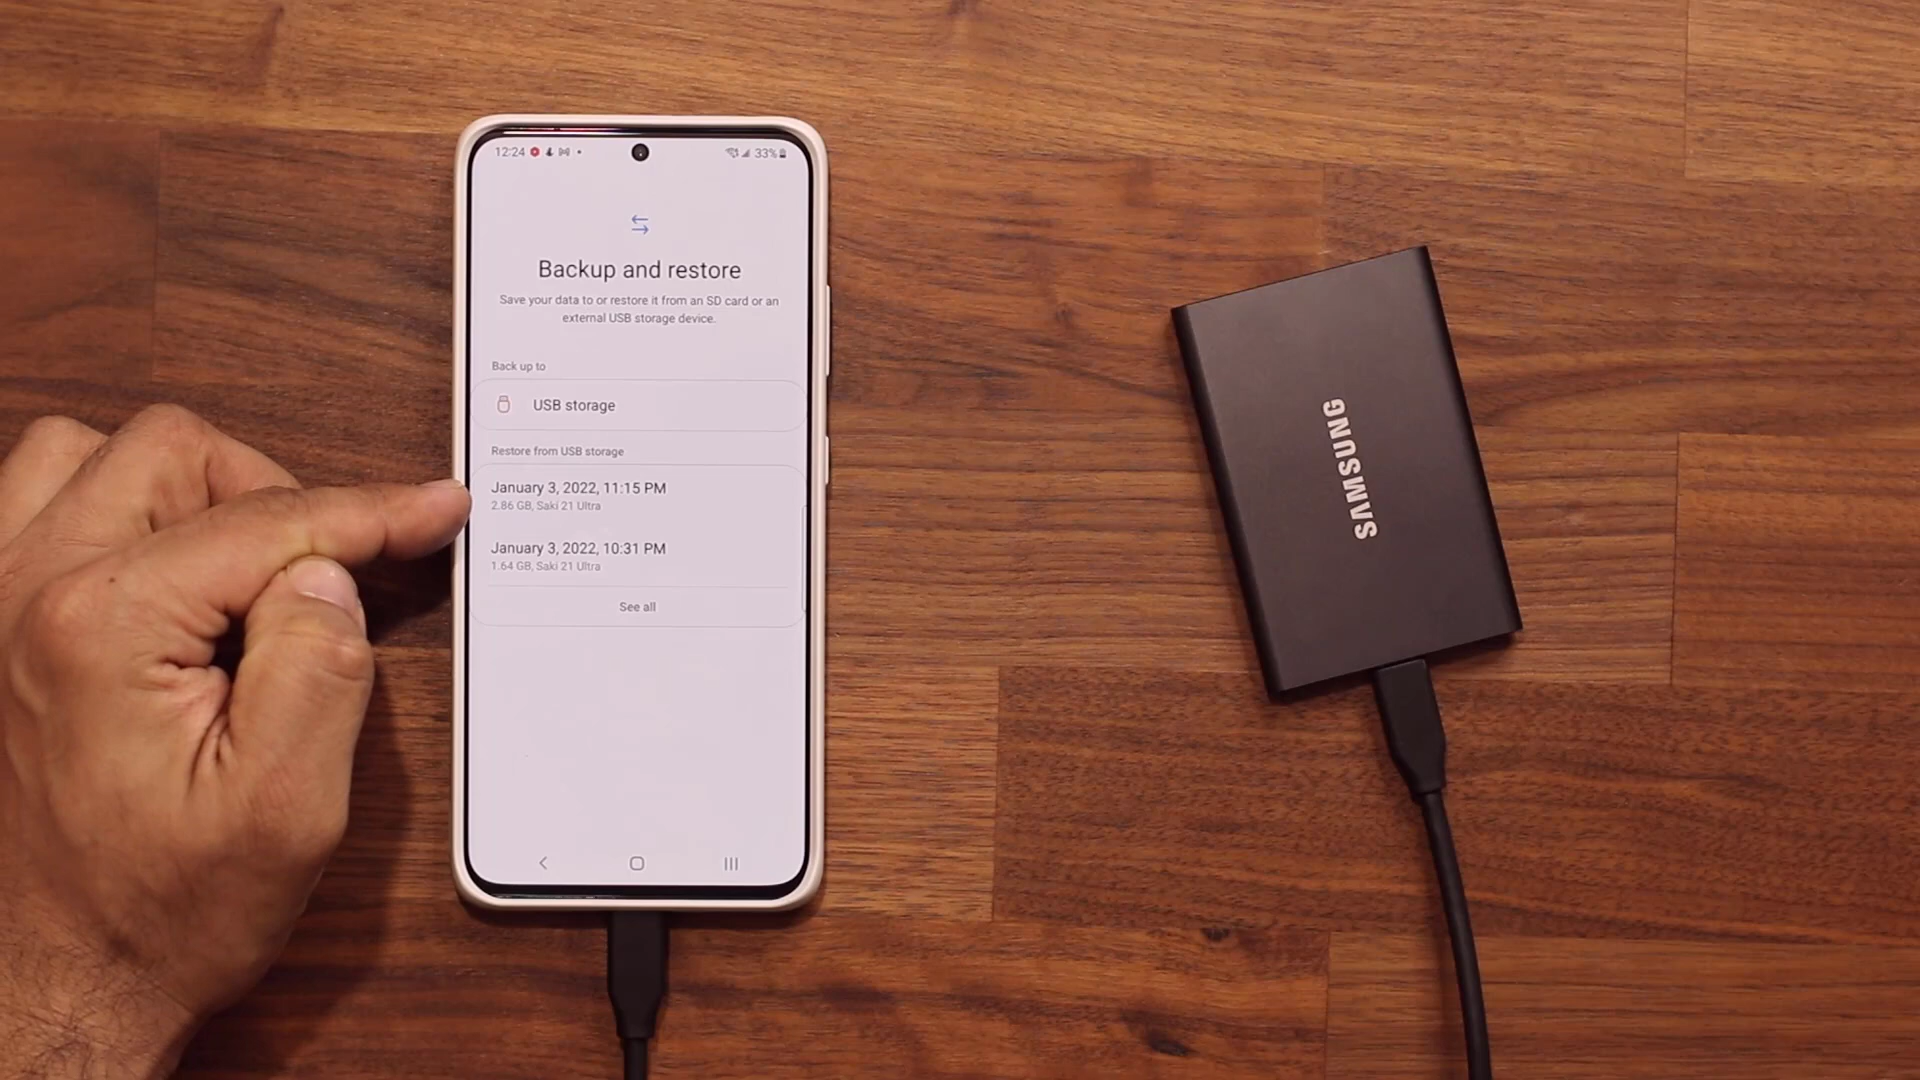 12:24
33%
Backup and restore
Save your data to or restore it from an SD card or an
external USB storage device.
Back up to
USB storage
Restore from USB storage
January 3, 2022, 11:15 PM
2.86 GB, Saki 21 Ultra
January 3, 2022, 10:31 PM
1.64 GB, Saki 21 Ultra
See all
SAMSUNG